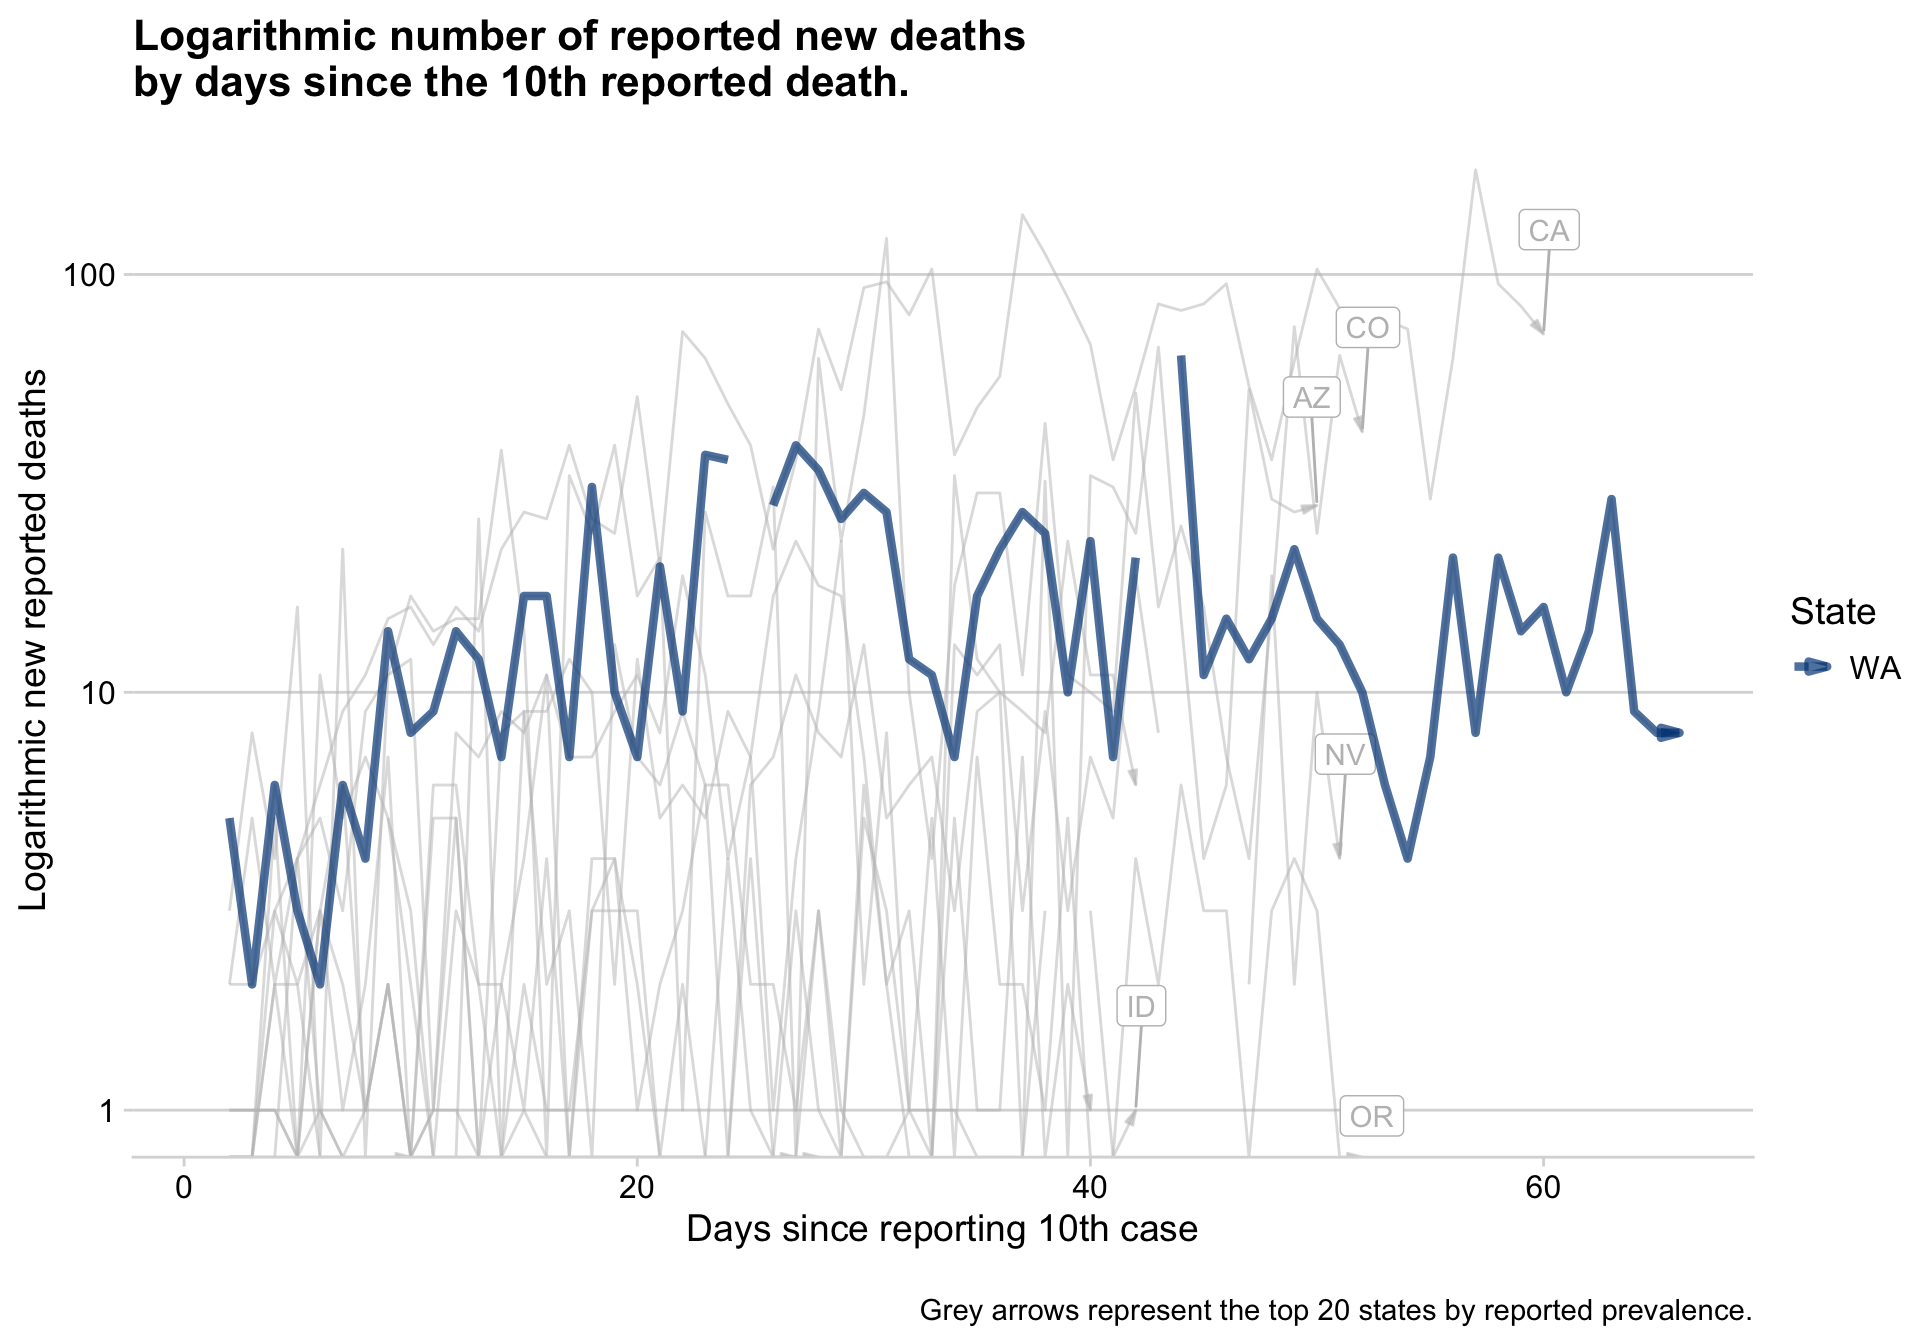 Logarithmic number of reported new deaths
by days since the 10th reported death.
Logarithmic new reported deaths
100
10
1
CA
CO
AZ
NV
ID
OR
State
WA
0 20 40 60
Days since reporting 10th case
Grey arrows represent the top 20 states by reported prevalence.